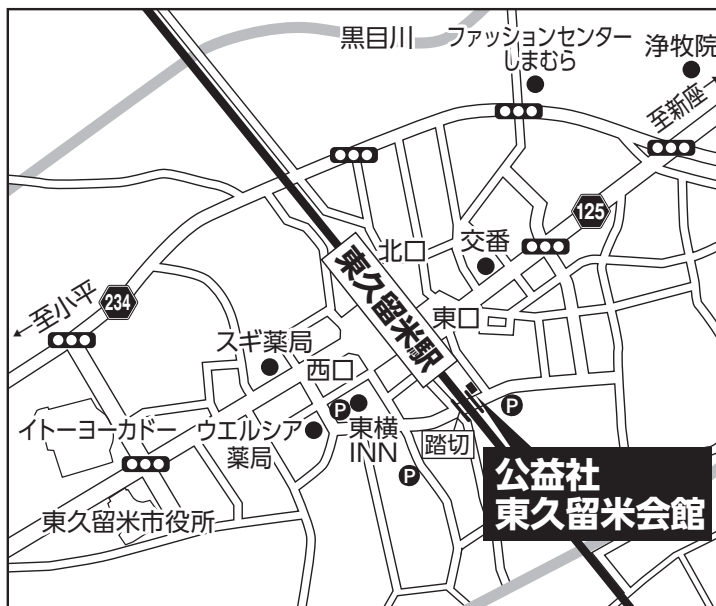 黒目川
ファッションセンター
しまむら
浄牧院
至新座
125
北口
交番
東久留米駅
東口
至小平
234
スギ薬局
西口
P
東横
INN
P
イトーヨーカドー
ウエルシア
薬局
踏切
P
公益社
東久留米会館
東久留米市役所